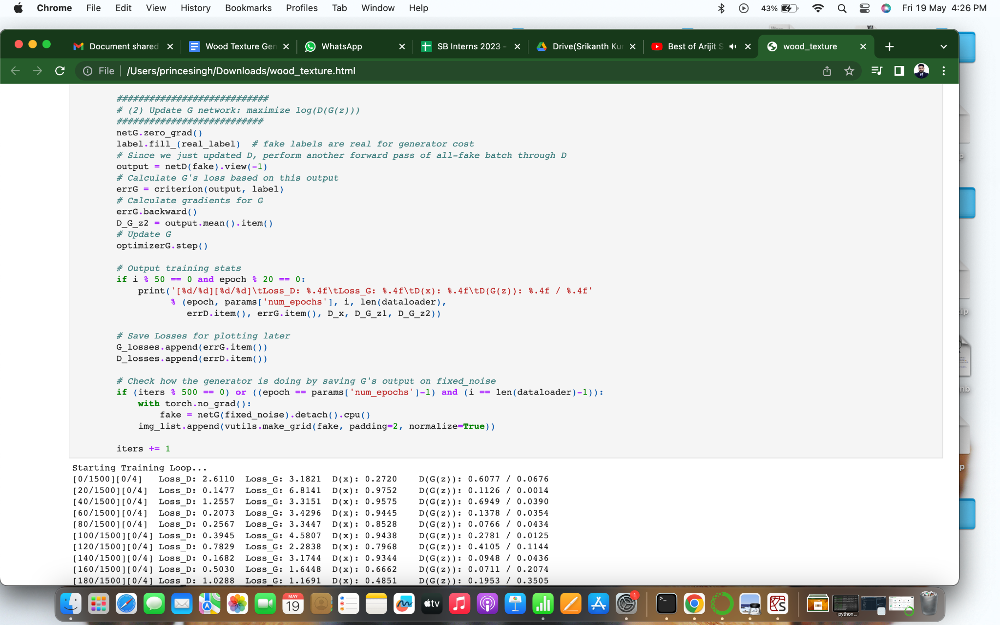 Chrome File Edit View History Bookmarks Profiles Tab Window Help 43% Fri 19 May 4:26 PM
Document shared Wood Texture Gen WhatsApp SB Interns 2023 - Drive(Srikanth Kur Best of Arijit S wood_texture
File /Users/princesingh/Downloads/wood_texture.html
############################
# (2) Update G network: maximize log(D(G(z)))
###########################
netG.zero_grad()
label.fill_(real_label)  # fake labels are real for generator cost
# Since we just updated D, perform another forward pass of all-fake batch through D
output = netD(fake).view(-1)
# Calculate G's loss based on this output
errG = criterion(output, label)
# Calculate gradients for G
errG.backward()
D_G_z2 = output.mean().item()
# Update G
optimizerG.step()
# Output training stats
if i % 50 == 0 and epoch % 20 == 0:
print('[%d/%d][%d/%d]\tLoss_D: %.4f\tLoss_G: %.4f\tD(x): %.4f\tD(G(z)): %.4f / %.4f'
% (epoch, params['num_epochs'], i, len(dataloader),
errD.item(), errG.item(), D_x, D_G_z1, D_G_z2))
# Save Losses for plotting later
G_losses.append(errG.item())
D_losses.append(errD.item())
# Check how the generator is doing by saving G's output on fixed_noise
if (iters % 500 == 0) or ((epoch == params['num_epochs']-1) and (i == len(dataloader)-1)):
with torch.no_grad():
fake = netG(fixed_noise).detach().cpu()
img_list.append(vutils.make_grid(fake, padding=2, normalize=True))
iters += 1
Starting Training Loop...
[0/1500][0/4] Loss_D: 2.6110 Loss_G: 3.1821 D(x): 0.2720 D(G(z)): 0.6077 / 0.0676
[20/1500][0/4] Loss_D: 0.1477 Loss_G: 6.8141 D(x): 0.9752 D(G(z)): 0.1126 / 0.0014
[40/1500][0/4] Loss_D: 1.2557 Loss_G: 3.3151 D(x): 0.9575 D(G(z)): 0.6949 / 0.0390
[60/1500][0/4] Loss_D: 0.2073 Loss_G: 3.4296 D(x): 0.9445 D(G(z)): 0.1378 / 0.0354
[80/1500][0/4] Loss_D: 0.2567 Loss_G: 3.3447 D(x): 0.8528 D(G(z)): 0.0766 / 0.0434
[100/1500][0/4] Loss_D: 0.3945 Loss_G: 4.5807 D(x): 0.9438 D(G(z)): 0.2781 / 0.0125
[120/1500][0/4] Loss_D: 0.7829 Loss_G: 2.2838 D(x): 0.7968 D(G(z)): 0.4105 / 0.1144
[140/1500][0/4] Loss_D: 0.1682 Loss_G: 3.1744 D(x): 0.9344 D(G(z)): 0.0948 / 0.0436
[160/1500][0/4] Loss_D: 0.5030 Loss_G: 1.6448 D(x): 0.6662 D(G(z)): 0.0711 / 0.2074
[180/1500][0/4] Loss_D: 1.0288 Loss_G: 1.1691 D(x): 0.4851 D(G(z)): 0.1953 / 0.3505
MAY
19
tv
1
python...